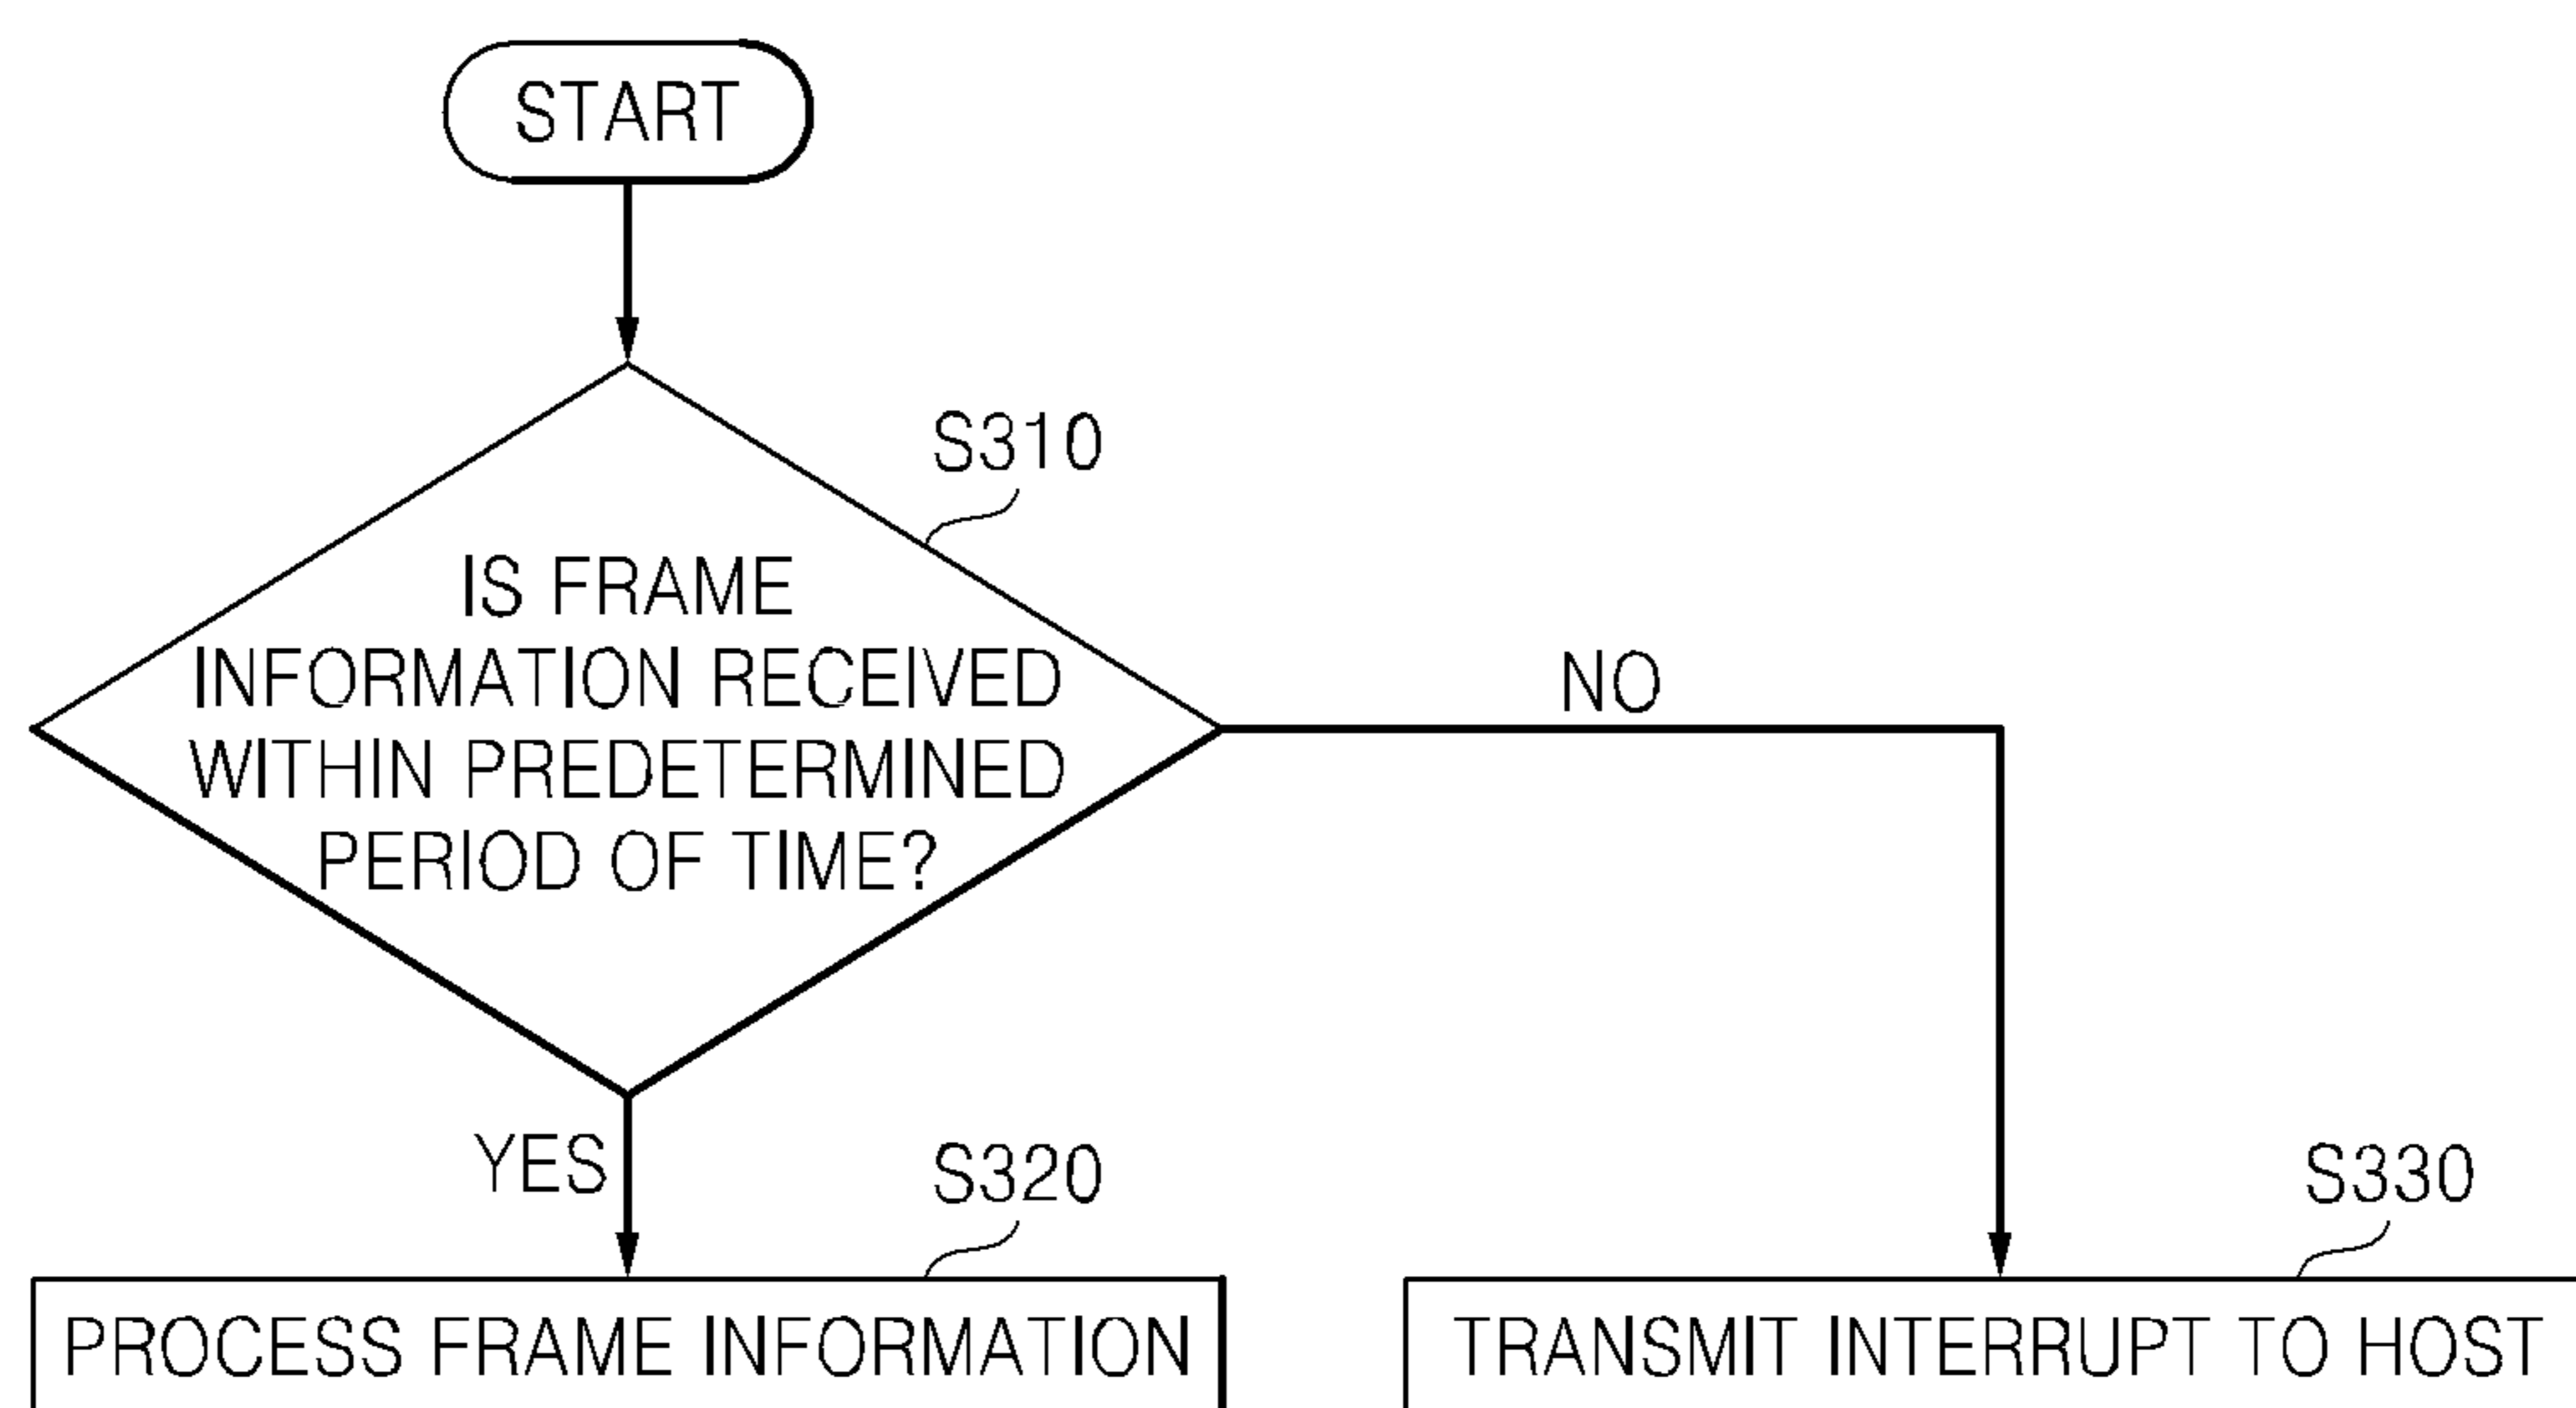 START
S310
IS FRAME
INFORMATION RECEIVED
WITHIN PREDETERMINED
PERIOD OF TIME?
NO
YES
S320
S330
PROCESS FRAME INFORMATION
TRANSMIT INTERRUPT TO HOST